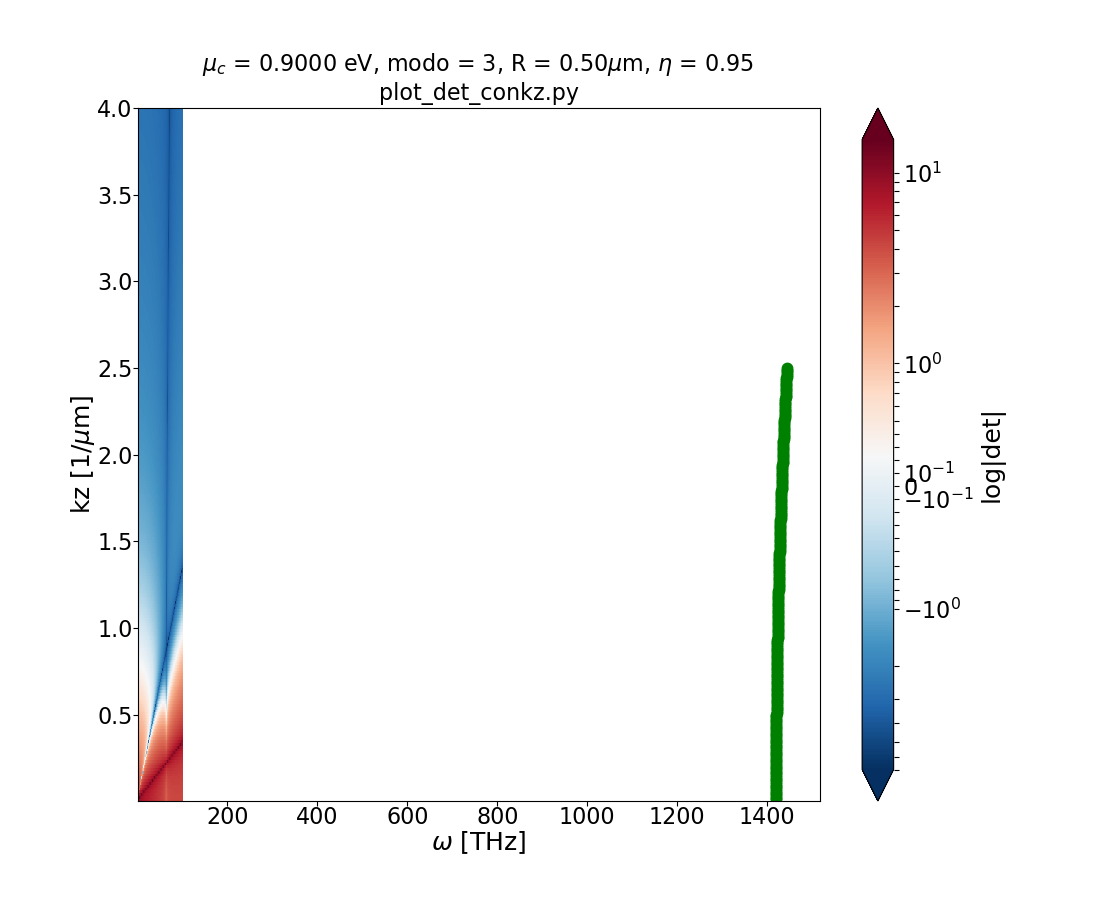 μc = 0.9000 eV, modo = 3, R = 0.50μm, η = 0.95
plot_det_conkz.py
4.0
3.5
3.0
2.5
2.0
1.5
1.0
0.5
kz [1/μm]
200 400 600 800 1000 1200 1400
ω [THz]
10¹
10⁰
10⁻¹
0
−10⁻¹
−10⁰
log|det|